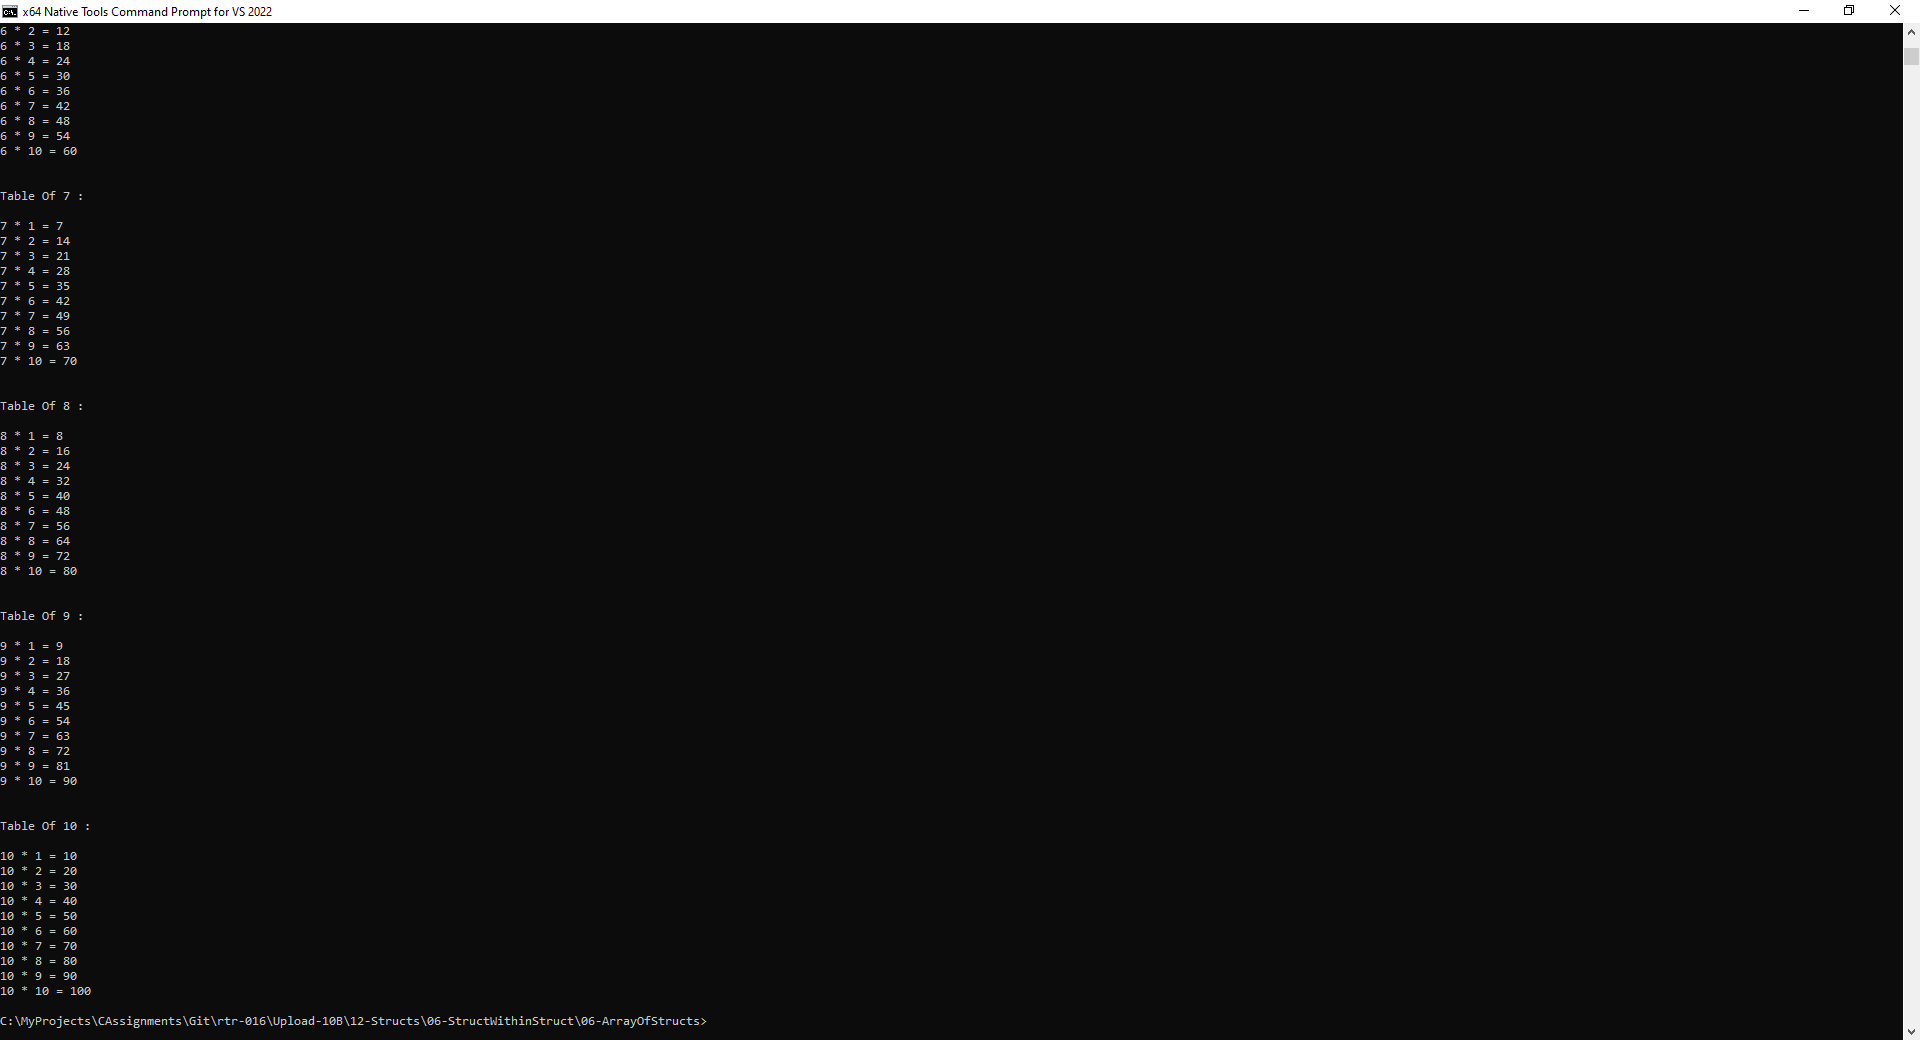 x64 Native Tools Command Prompt for VS 2022
6 * 2 = 12
6 * 3 = 18
6 * 4 = 24
6 * 5 = 30
6 * 6 = 36
6 * 7 = 42
6 * 8 = 48
6 * 9 = 54
6 * 10 = 60
Table Of 7 :
7 * 1 = 7
7 * 2 = 14
7 * 3 = 21
7 * 4 = 28
7 * 5 = 35
7 * 6 = 42
7 * 7 = 49
7 * 8 = 56
7 * 9 = 63
7 * 10 = 70
Table Of 8 :
8 * 1 = 8
8 * 2 = 16
8 * 3 = 24
8 * 4 = 32
8 * 5 = 40
8 * 6 = 48
8 * 7 = 56
8 * 8 = 64
8 * 9 = 72
8 * 10 = 80
Table Of 9 :
9 * 1 = 9
9 * 2 = 18
9 * 3 = 27
9 * 4 = 36
9 * 5 = 45
9 * 6 = 54
9 * 7 = 63
9 * 8 = 72
9 * 9 = 81
9 * 10 = 90
Table Of 10 :
10 * 1 = 10
10 * 2 = 20
10 * 3 = 30
10 * 4 = 40
10 * 5 = 50
10 * 6 = 60
10 * 7 = 70
10 * 8 = 80
10 * 9 = 90
10 * 10 = 100
C:\MyProjects\CAssignments\Git\rtr-016\Upload-10B\12-Structs\06-StructWithinStruct\06-ArrayOfStructs>